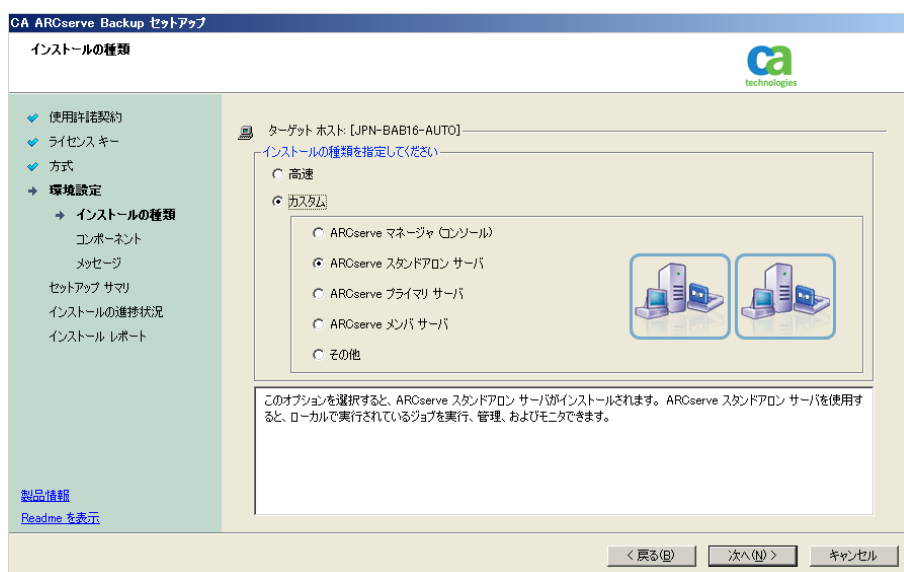 CA ARCserve Backup セットアップ
インストールの種類
ca
technologies
使用許諾契約
ライセンス キー
方式
環境設定
インストールの種類
コンポーネント
メッセージ
セットアップ サマリ
インストールの進捗状況
インストール レポート
製品情報
Readme を表示
ターゲット ホスト: [JPN-BAB16-AUTO]
インストールの種類を指定してください
高速
カスタム
ARCserve マネージャ (コンソール)
ARCserve スタンドアロン サーバ
ARCserve プライマリ サーバ
ARCserve メンバ サーバ
その他
このオプションを選択すると、ARCserve スタンドアロン サーバがインストールされます。 ARCserve スタンドアロン サーバを使用す
ると、ローカルで実行されているジョブを実行、管理、およびモニタできます。
< 戻る(B)
次へ(N) >
キャンセル